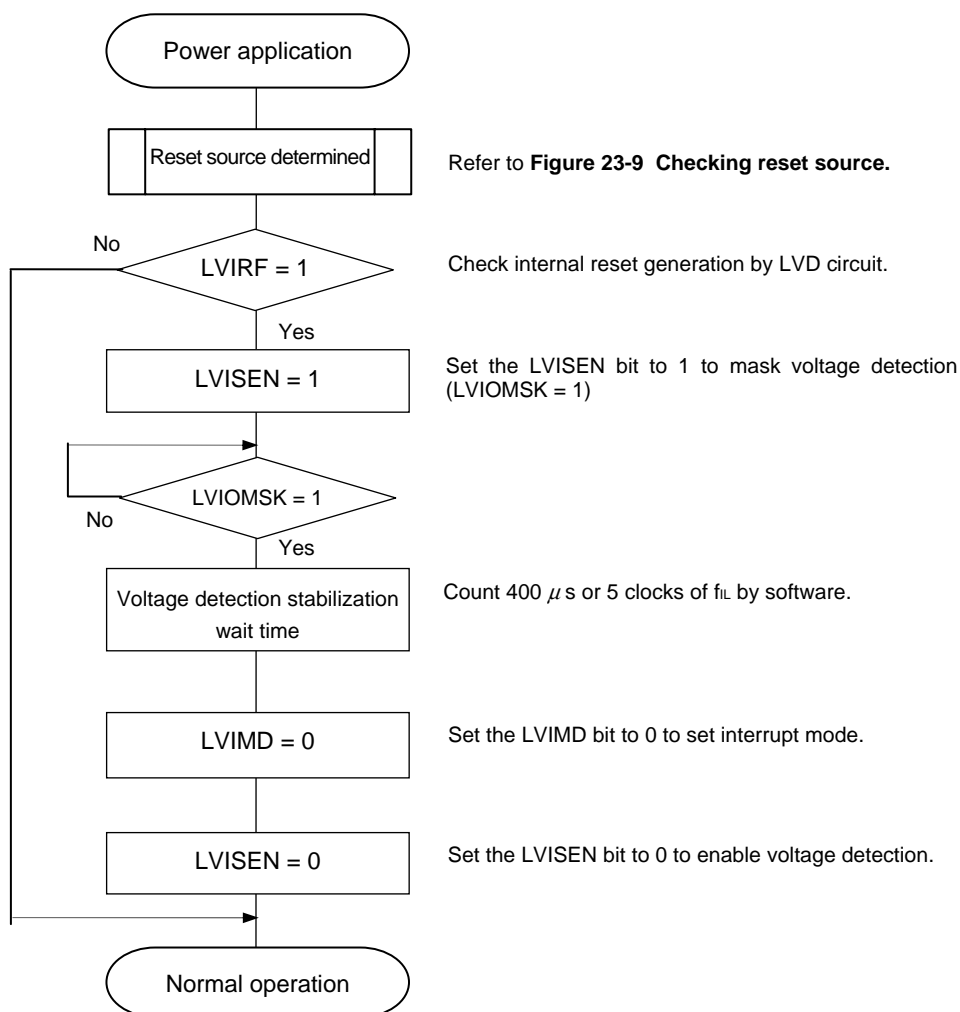 Power application
Reset source determined
Refer to Figure 23-9 Checking reset source.
No
LVIRF = 1
Check internal reset generation by LVD circuit.
Yes
LVISEN = 1
Set the LVISEN bit to 1 to mask voltage detection
(LVIOMSK = 1)
LVIOMSK = 1
No
Yes
Voltage detection stabilization
wait time
Count 400 μs or 5 clocks of fIL by software.
LVIMD = 0
Set the LVIMD bit to 0 to set interrupt mode.
LVISEN = 0
Set the LVISEN bit to 0 to enable voltage detection.
Normal operation